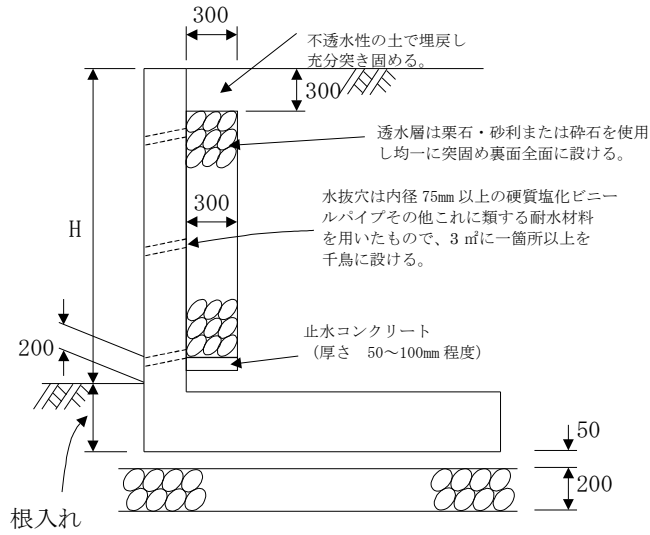 300
不透水性の土で埋戻し
充分突き固める。
300
透水層は栗石・砂利または砕石を使用
し均一に突固め裏面全面に設ける。
水抜穴は内径 75mm 以上の硬質塩化ビニー
ルパイプその他これに類する耐水材料
を用いたもので、3 ㎡に一箇所以上を
千鳥に設ける。
300
H
止水コンクリート
（厚さ　50～100mm 程度）
200
50
200
根入れ